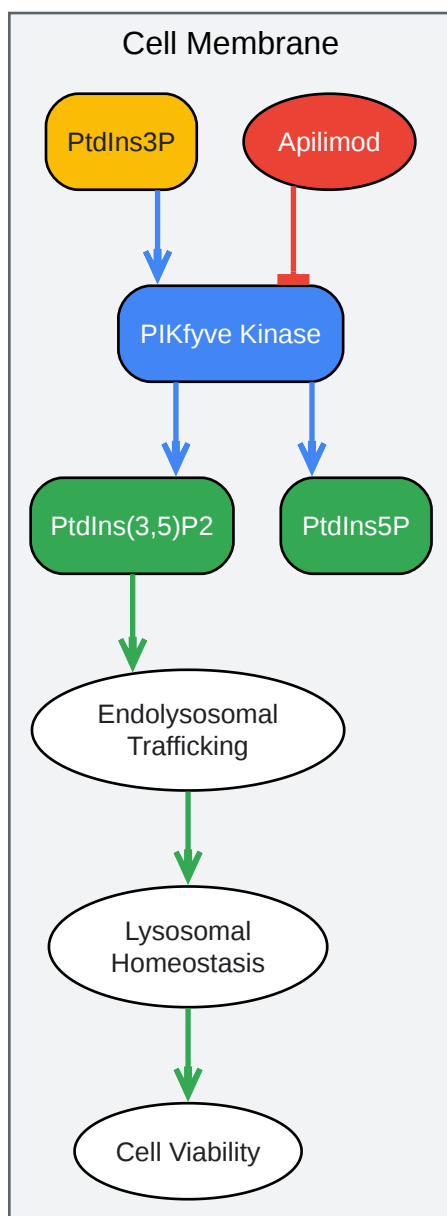 Cell Membrane
PtdIns3P
Apilimod
PIKfyve Kinase
PtdIns(3,5)P2
PtdIns5P
Endolysosomal
Trafficking
Lysosomal
Homeostasis
Cell Viability